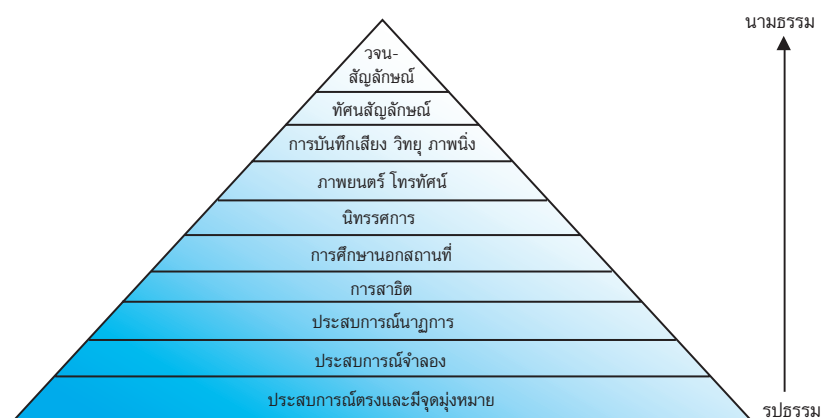 นามธรรม
วจน-
สัญลักษณ์
ทัศนสัญลักษณ์
การบันทึกเสียง วิทยุ ภาพนิ่ง
ภาพยนตร์ โทรทัศน์
นิทรรศการ
การศึกษานอกสถานที่
การสาธิต
ประสบการณ์นาฏการ
ประสบการณ์จำลอง
ประสบการณ์ตรงและมีจุดมุ่งหมาย
รูปธรรม